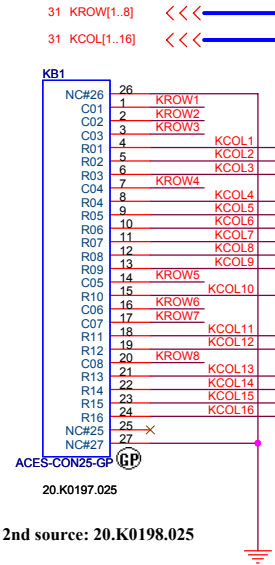 31 KROW[1..8]
31 KCOL[1..16]
KB1
NC#26 26
C01 1 KROW1
C02 2 KROW2
C03 3 KROW3
R01 4 KCOL1
R02 5 KCOL2
R03 6 KCOL3
C04 7 KROW4
R04 8 KCOL4
R05 9 KCOL5
R06 10 KCOL6
R07 11 KCOL7
R08 12 KCOL8
R09 13 KCOL9
C05 14 KROW5
R10 15 KCOL10
C06 16 KROW6
C07 17 KROW7
R11 18 KCOL11
R12 19 KCOL12
C08 20 KROW8
R13 21 KCOL13
R14 22 KCOL14
R15 23 KCOL15
R16 24 KCOL16
NC#25 25
NC#27 27
ACES-CON25-GP GP
20.K0197.025
2nd source: 20.K0198.025